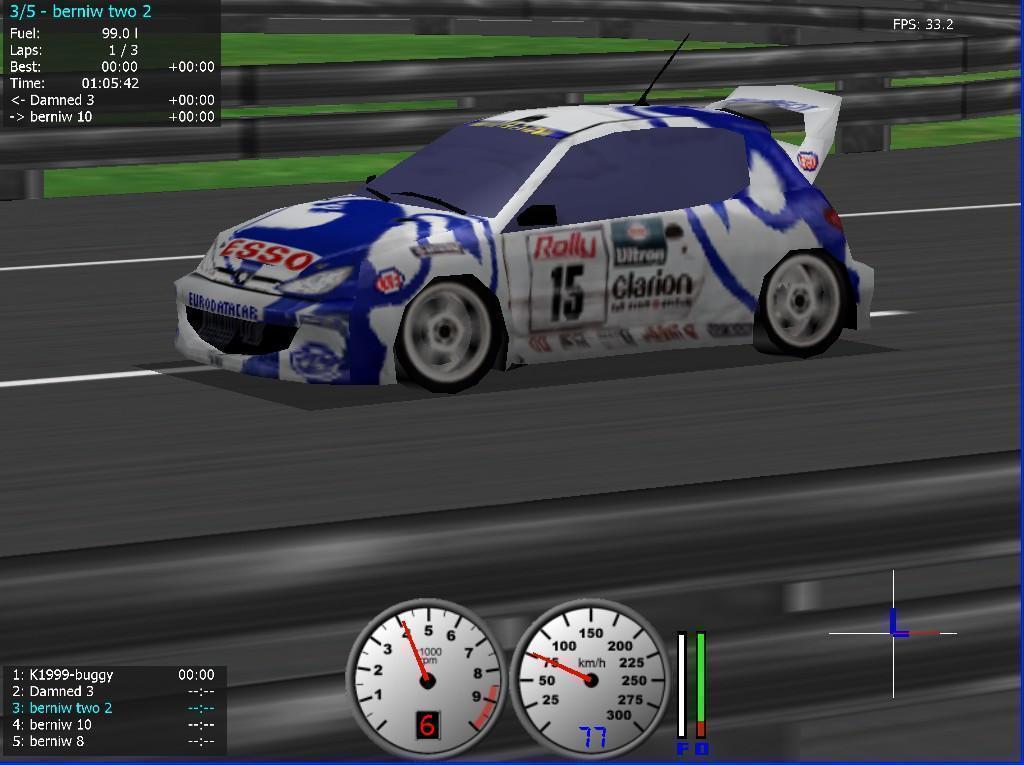 3/5 - berniw two 2
FPS: 33.2
Fuel: 99.0 l
Laps: 1 / 3
Best: 00:00 +00:00
Time: 01:05:42
<- Damned 3 +00:00
-> berniw 10 +00:00
ESSO
EURODATACAR
Rally
15
Ultron
Clarion
1: K1999-buggy 00:00
2: Damned 3 --:--
3: berniw two 2 --:--
4: berniw 10 --:--
5: berniw 8 --:--
1 2 3 4 5 6 7 8 9
x1000
rpm
6
25 50 75 100 150 200 225 250 275 300
km/h
77
F D